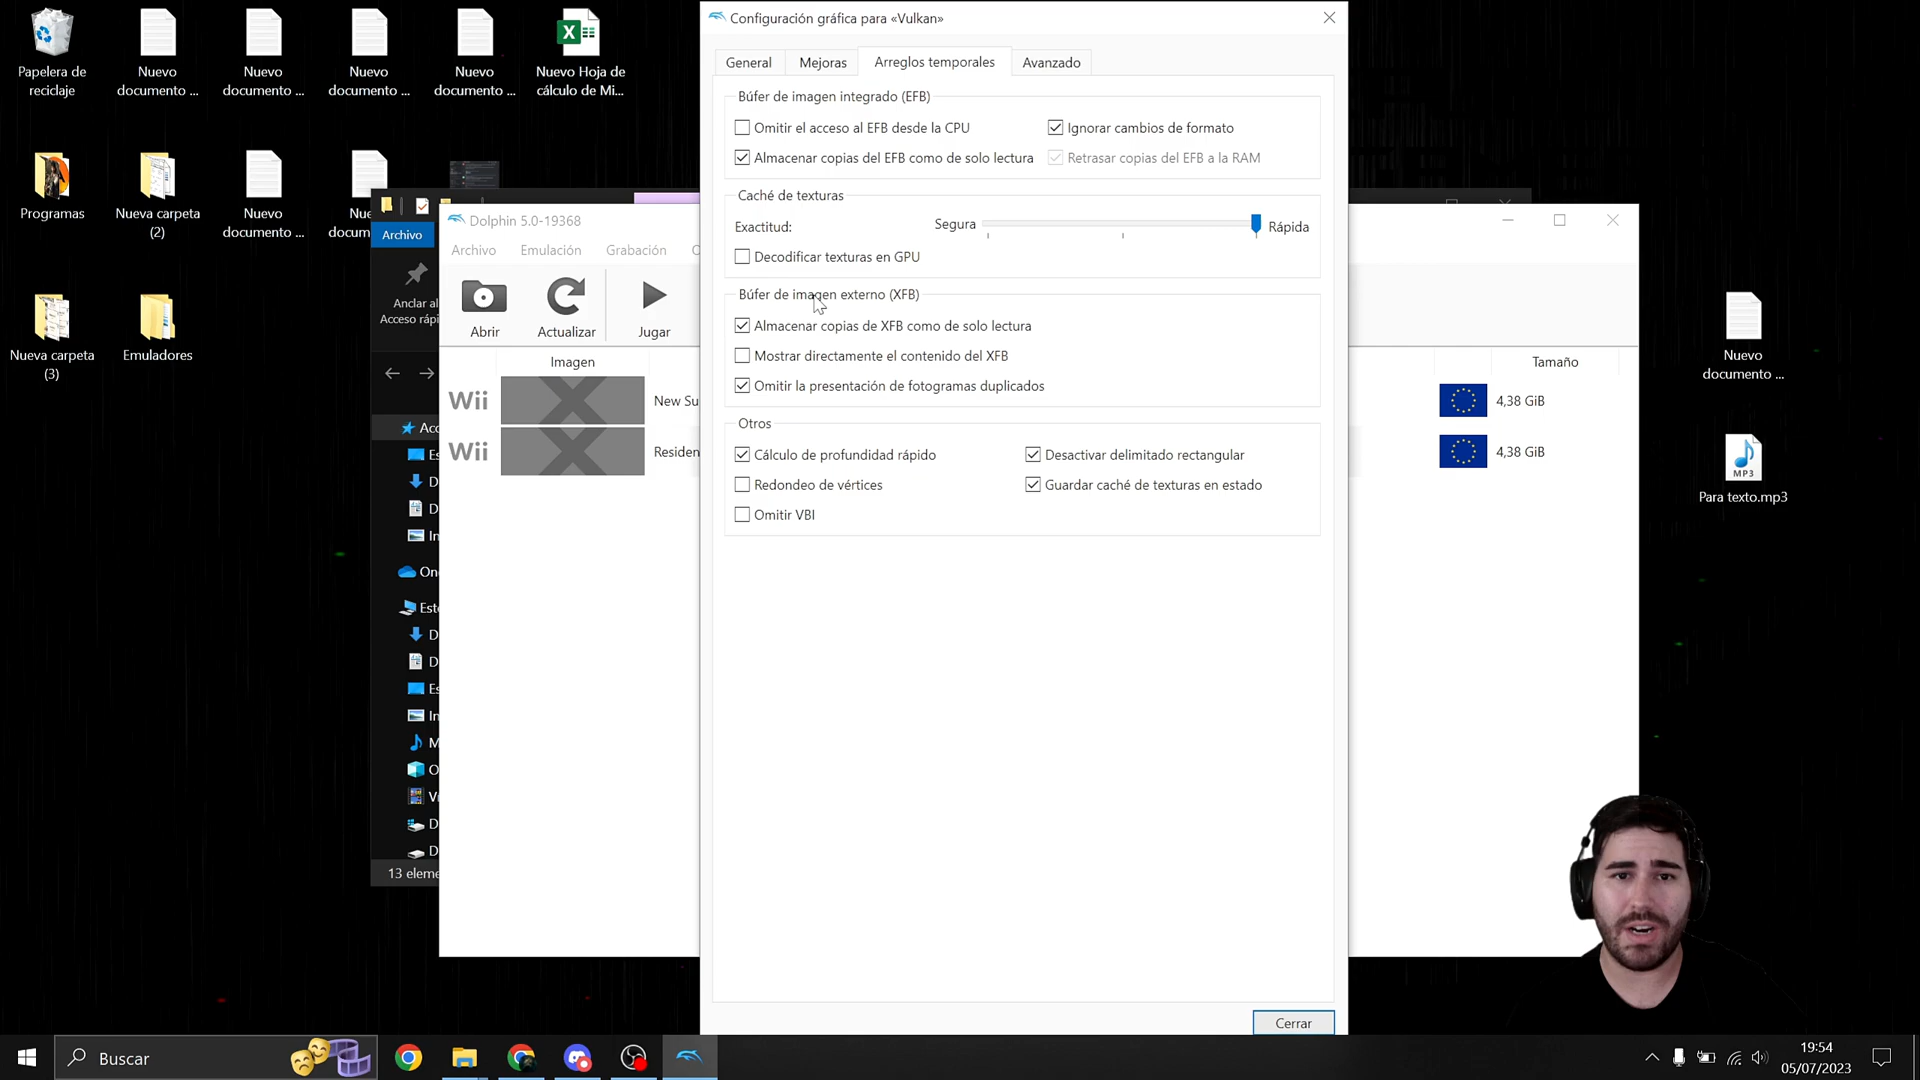 Papelera de
reciclaje
Nuevo
documento ...
Nuevo
documento ...
Nuevo
documento ...
Nuevo
documento ...
Nuevo Hoja de
cálculo de Mi...
Programas
Nueva carpeta
(2)
Nuevo
documento ...
Nue
docum
Nueva carpeta
(3)
Emuladores
Nuevo
documento ...
MP3
Para texto.mp3
Archivo
Anclar al
Acceso rápi
13 eleme
Dolphin 5.0-19368
Archivo
Emulación
Grabación
Abrir
Actualizar
Jugar
Imagen
Tamaño
Wii
New Su
4,38 GiB
Wii
Residen
4,38 GiB
Configuración gráfica para «Vulkan»
General
Mejoras
Arreglos temporales
Avanzado
Búfer de imagen integrado (EFB)
Omitir el acceso al EFB desde la CPU
Ignorar cambios de formato
Almacenar copias del EFB como de solo lectura
Retrasar copias del EFB a la RAM
Caché de texturas
Exactitud:
Segura
Rápida
Decodificar texturas en GPU
Búfer de imagen externo (XFB)
Almacenar copias de XFB como de solo lectura
Mostrar directamente el contenido del XFB
Omitir la presentación de fotogramas duplicados
Otros
Cálculo de profundidad rápido
Desactivar delimitado rectangular
Redondeo de vértices
Guardar caché de texturas en estado
Omitir VBI
Cerrar
Buscar
19:54
05/07/2023